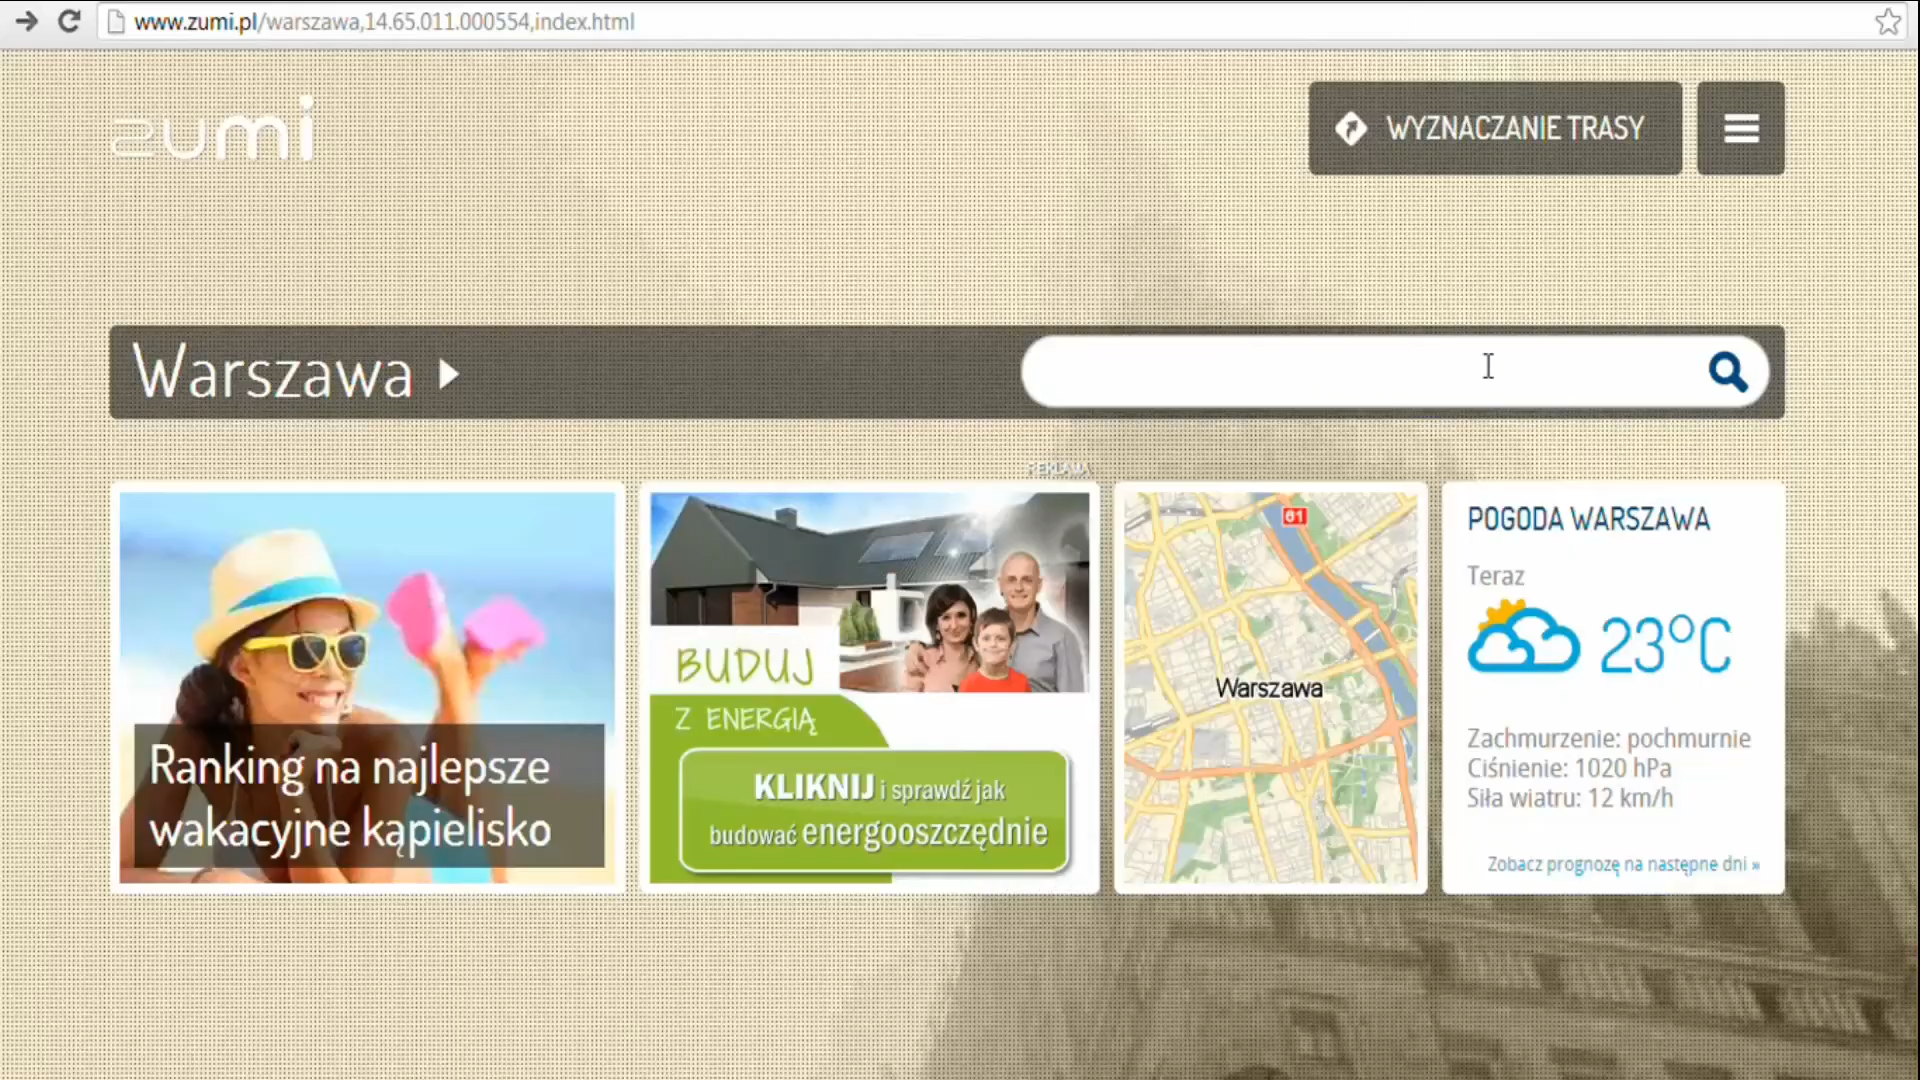 www.zumi.pl/warszawa,14.65.011.000554,index.html
zumi
WYZNACZANIE TRASY
Warszawa
REKLAMA
Ranking na najlepsze
wakacyjne kąpielisko
BUDUJ
Z ENERGIĄ
KLIKNIJ i sprawdź jak
budować energooszczędnie
61
Warszawa
POGODA WARSZAWA
Teraz
23°C
Zachmurzenie: pochmurnie
Ciśnienie: 1020 hPa
Siła wiatru: 12 km/h
Zobacz prognozę na następne dni »